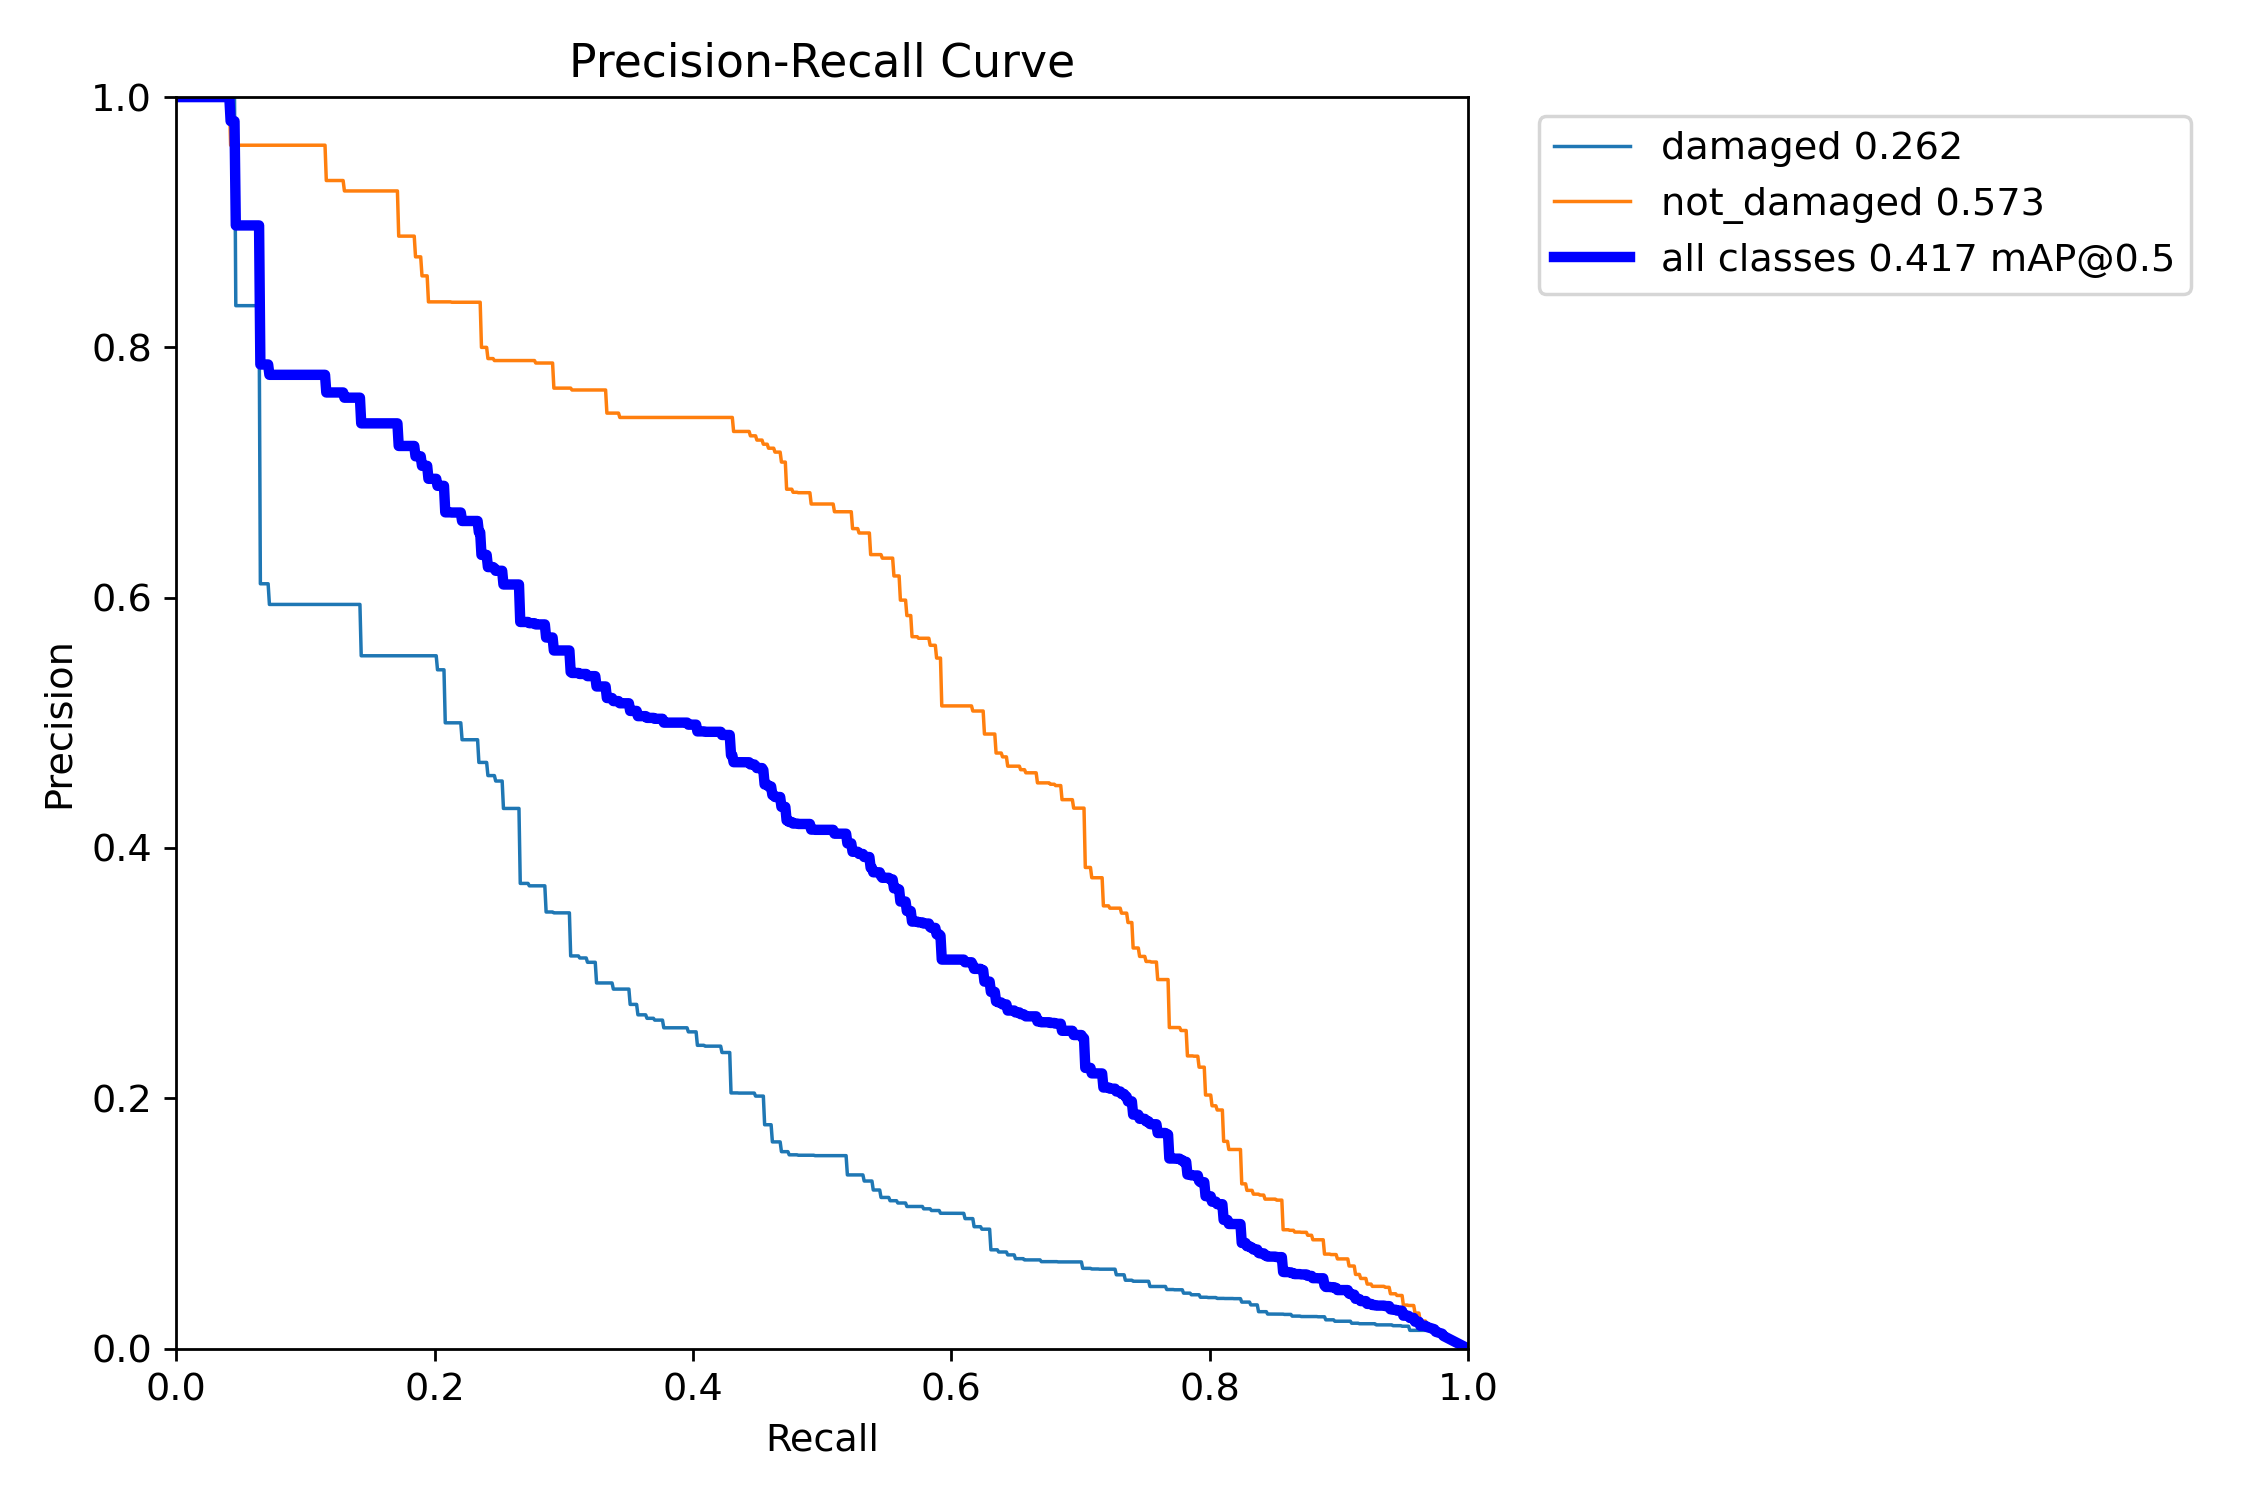 Precision-Recall Curve
1.0
0.8
0.6
0.4
0.2
0.0
Precision
0.0 0.2 0.4 0.6 0.8 1.0
Recall
damaged 0.262
not_damaged 0.573
all classes 0.417 mAP@0.5